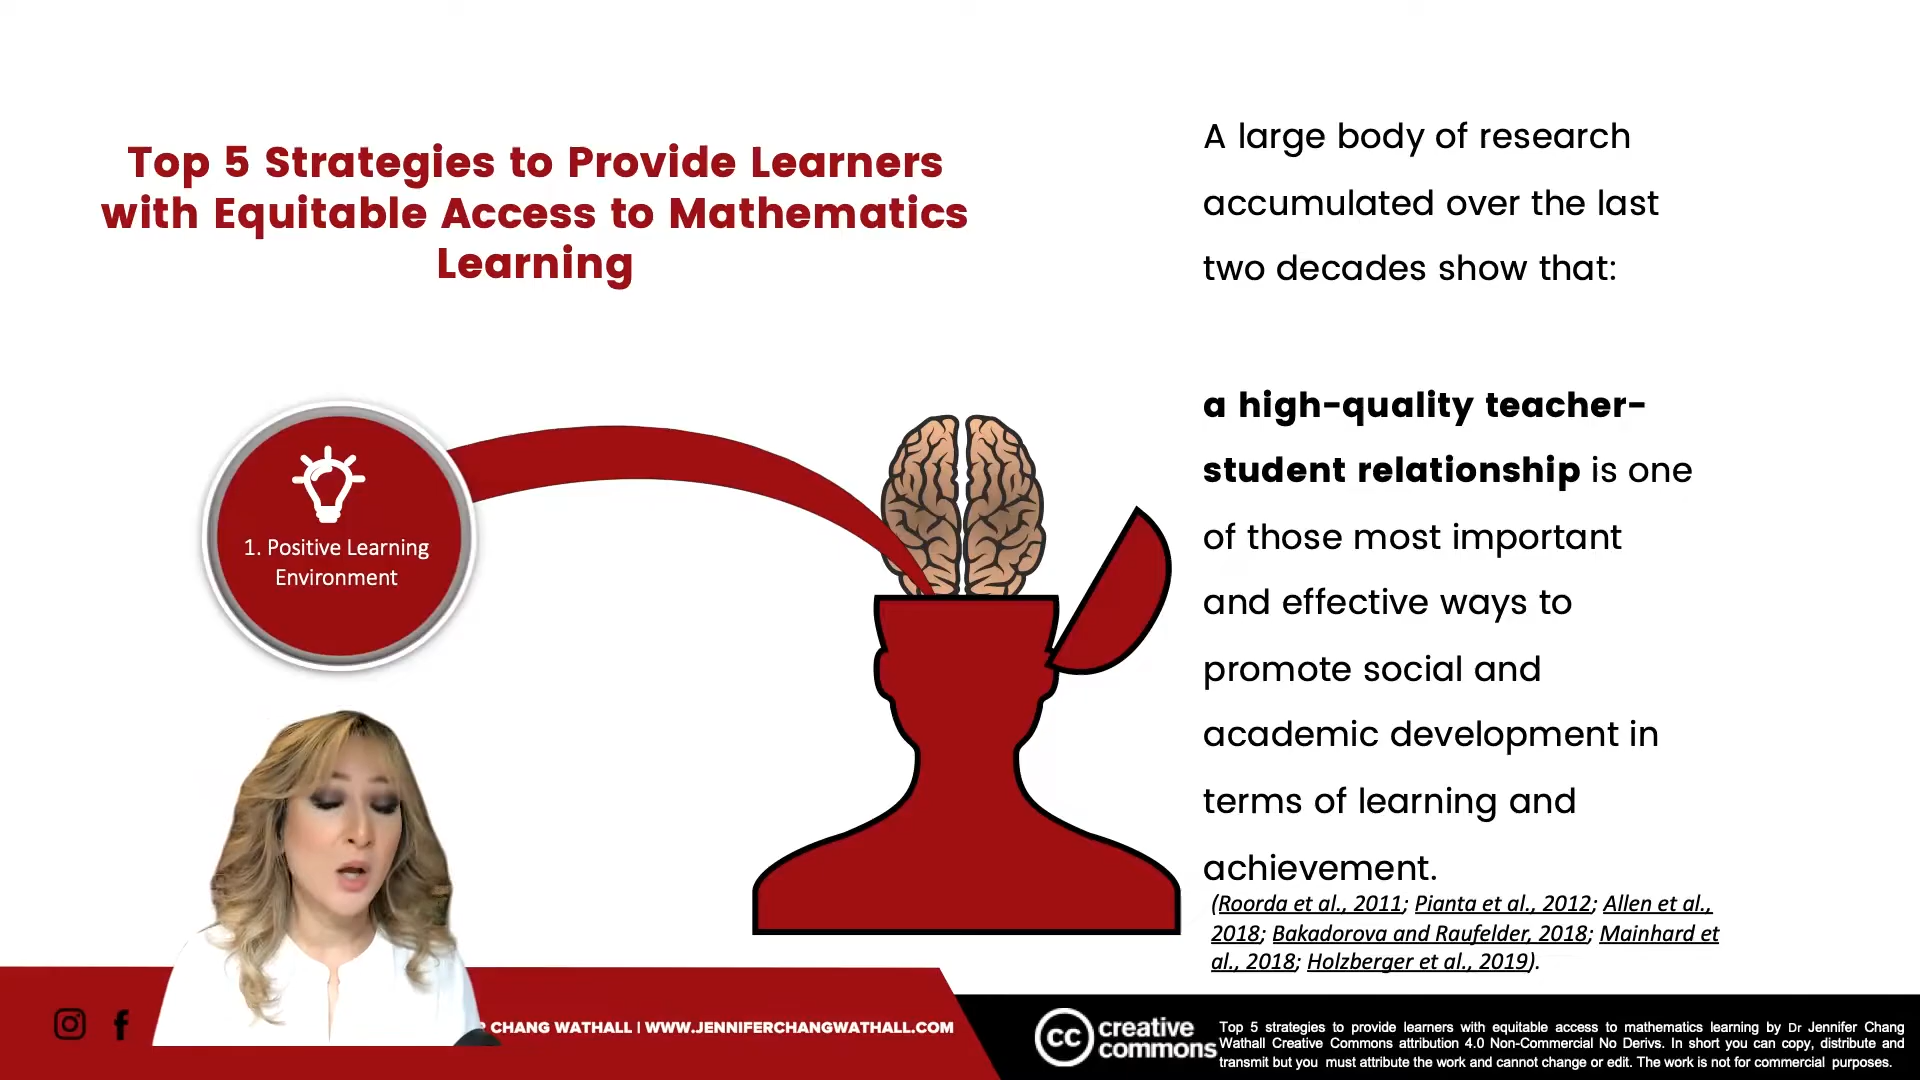 Top 5 Strategies to Provide Learners
with Equitable Access to Mathematics
Learning
1. Positive Learning
Environment
A large body of research
accumulated over the last
two decades show that:
a high-quality teacher-
student relationship is one
of those most important
and effective ways to
promote social and
academic development in
terms of learning and
achievement.
(Roorda et al., 2011; Pianta et al., 2012; Allen et al.,
2018; Bakadorova and Raufelder, 2018; Mainhard et
al., 2018; Holzberger et al., 2019).
CHANG WATHALL | WWW.JENNIFERCHANGWATHALL.COM
cc creative
commons
Top 5 strategies to provide learners with equitable access to mathematics learning by Dr Jennifer Chang
Wathall Creative Commons attribution 4.0 Non-Commercial No Derivs. In short you can copy, distribute and
transmit but you must attribute the work and cannot change or edit. The work is not for commercial purposes.